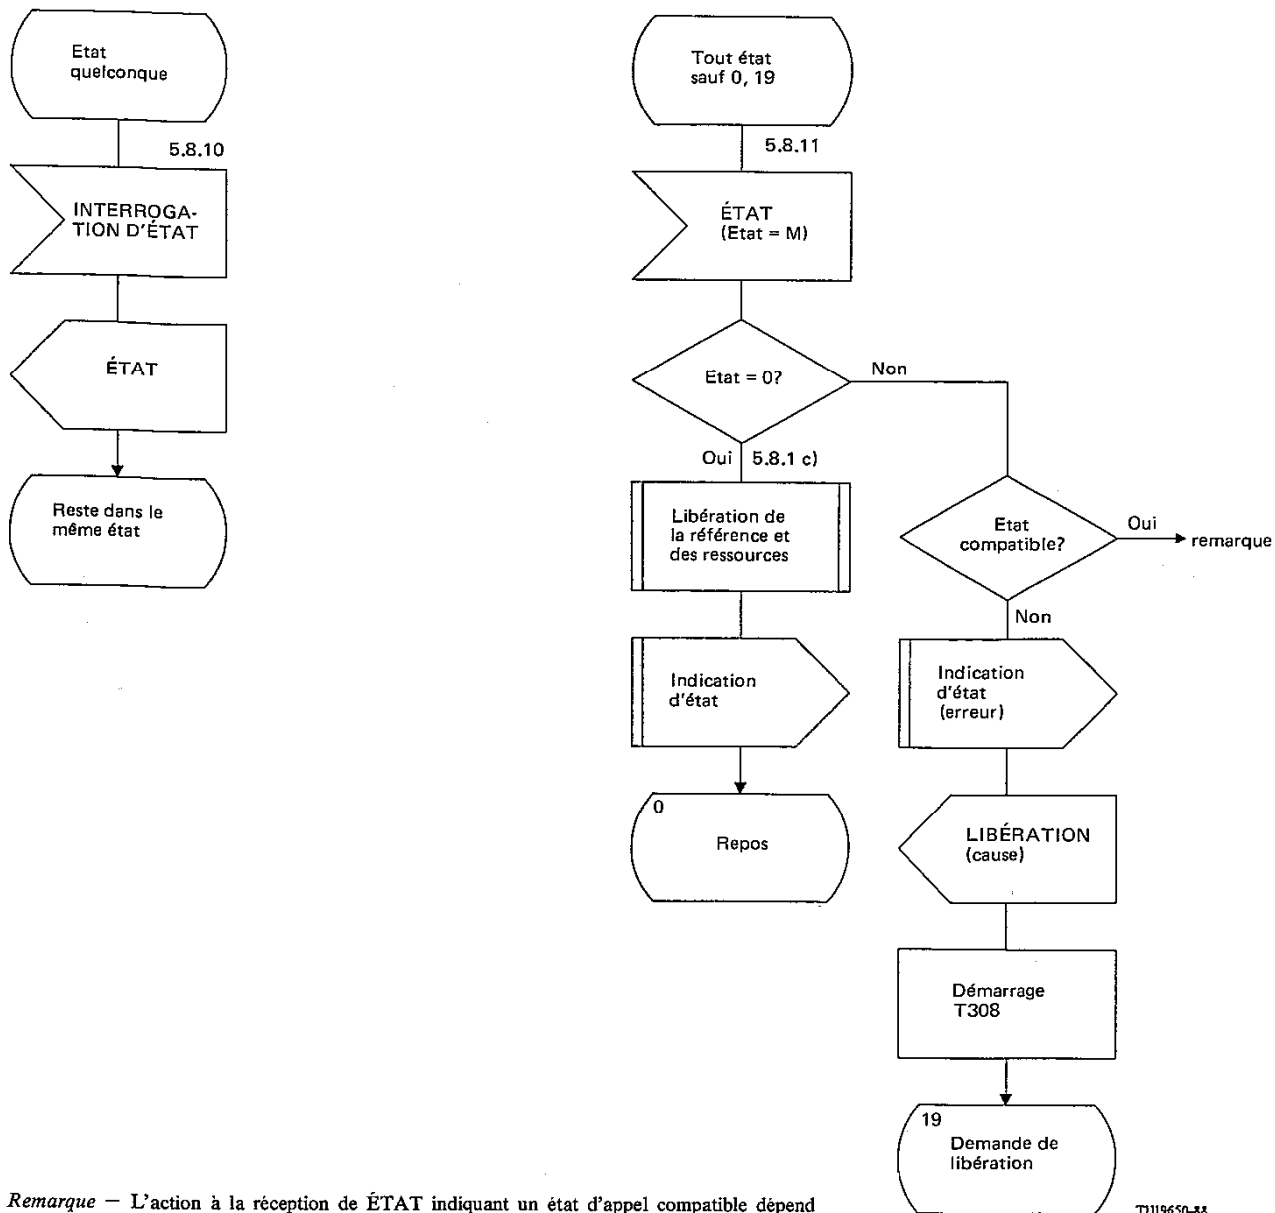 Etat
quelconque
5.8.10
INTERROGA-
TION D'ÉTAT
ÉTAT
Reste dans le
même état
Tout état
sauf 0, 19
5.8.11
ÉTAT
(Etat = M)
Etat = 0?
Non
Oui
5.8.1 c)
Libération de
la référence et
des ressources
Indication
d'état
0
Repos
Etat
compatible?
Oui
remarque
Non
Indication
d'état
(erreur)
LIBÉRATION
(cause)
Démarrage
T308
19
Demande de
libération
Remarque — L'action à la réception de ÉTAT indiquant un état d'appel compatible dépend
T1119650-88